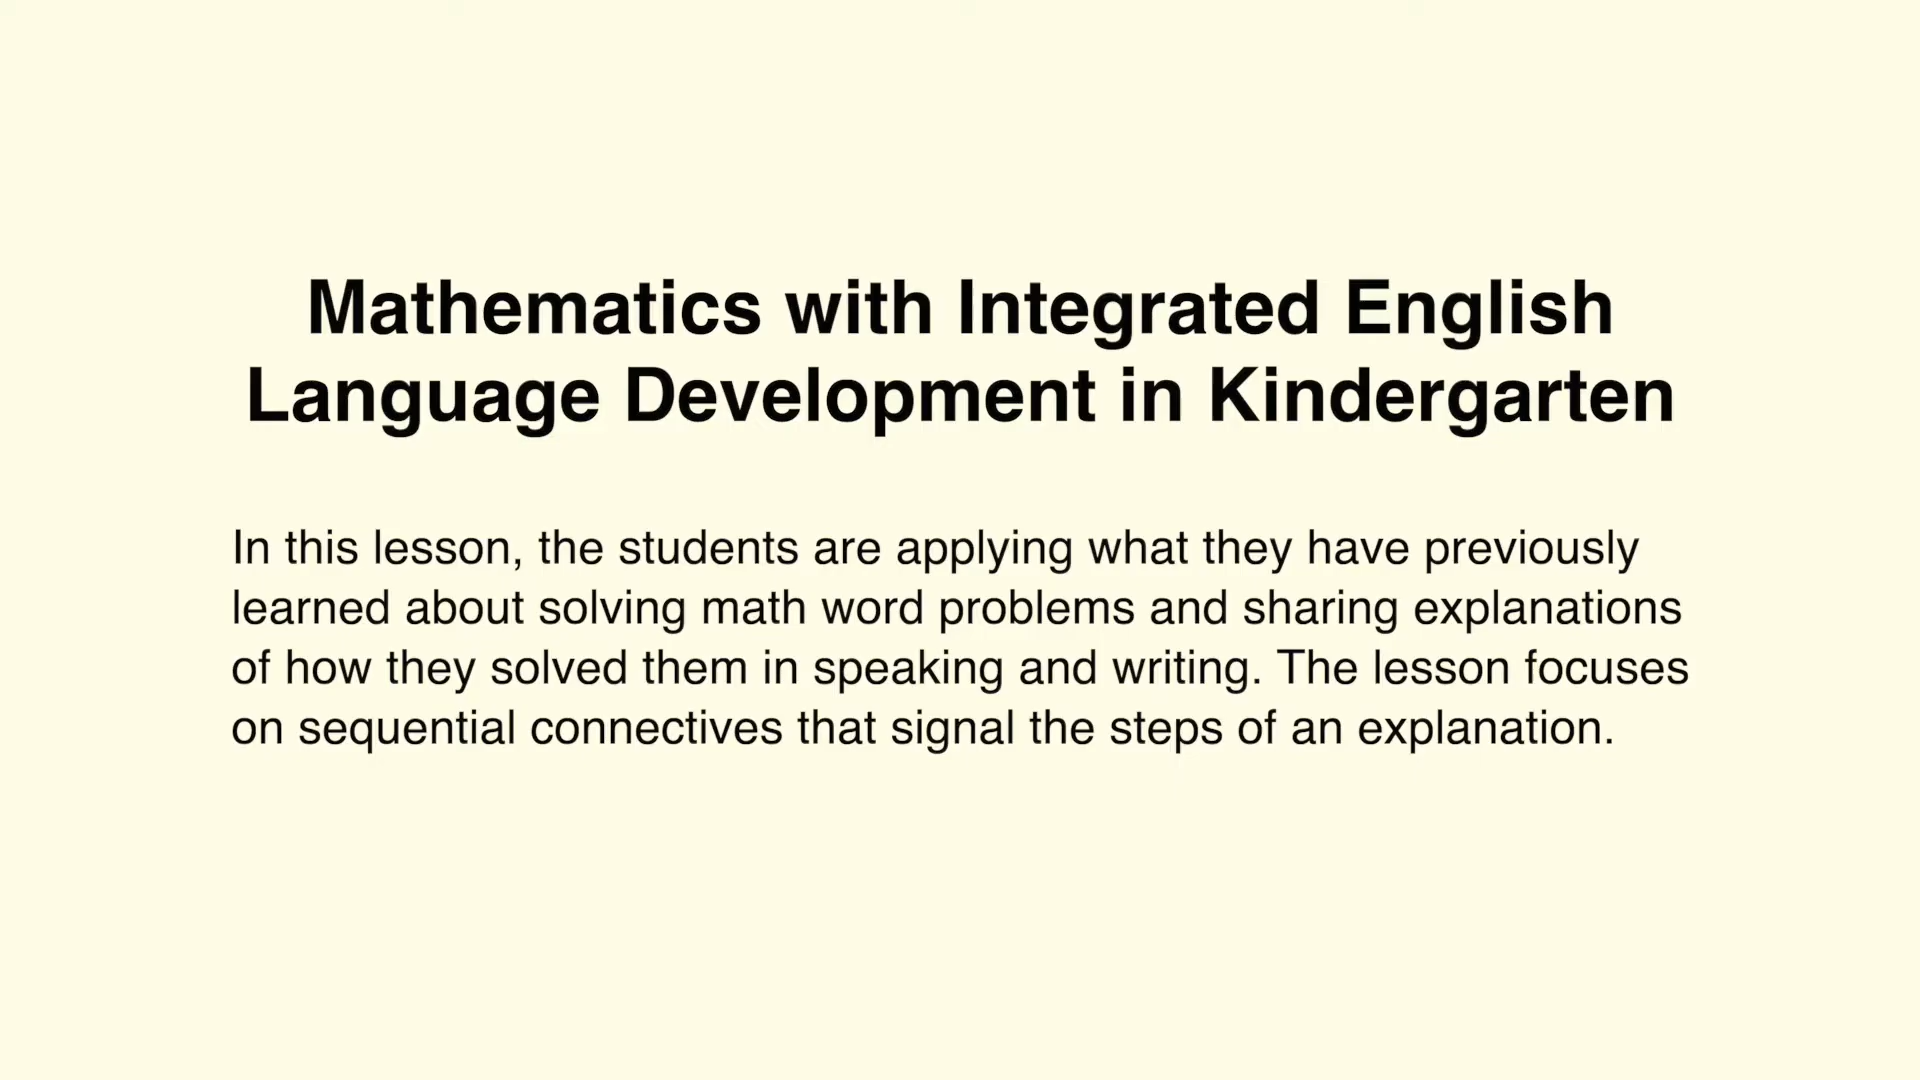 Mathematics with Integrated English
Language Development in Kindergarten
In this lesson, the students are applying what they have previously
learned about solving math word problems and sharing explanations
of how they solved them in speaking and writing. The lesson focuses
on sequential connectives that signal the steps of an explanation.